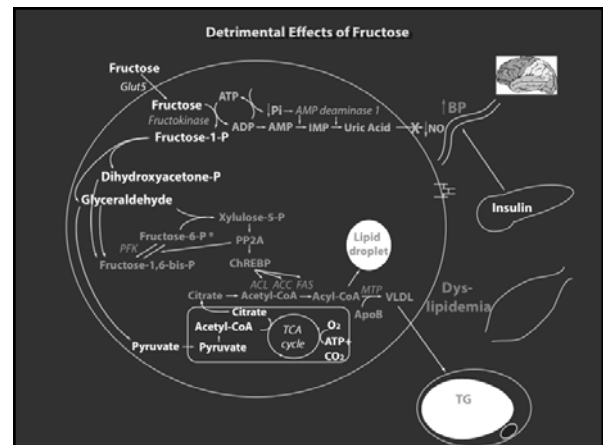 Detrimental Effects of Fructose
Fructose
Glut5
Fructose
Fructokinase
Fructose-1-P
ATP
ADP → AMP → IMP → Uric Acid
↓Pi → AMP deaminase 1
X
↓NO
↑BP
Dihydroxyacetone-P
Glyceraldehyde
Insulin
Xylulose-5-P
Fructose-6-P *
PFK
PP2A
Fructose-1,6-bis-P
ChREBP
ACL ACC FAS
Lipid
droplet
Citrate → Acetyl-CoA → Acyl-CoA → VLDL
MTP
ApoB
Dys-
lipidemia
Citrate
Acetyl-CoA
TCA
cycle
O2
ATP+
CO2
Pyruvate
Pyruvate
TG